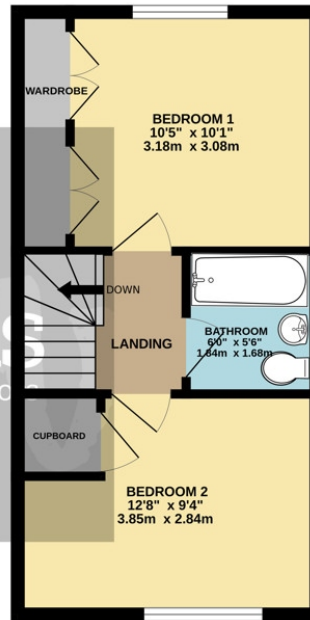 WARDROBE
BEDROOM 1
10'5" x 10'1"
3.18m x 3.08m
DOWN
LANDING
BATHROOM
6'0" x 5'6"
1.84m x 1.68m
CUPBOARD
BEDROOM 2
12'8" x 9'4"
3.85m x 2.84m